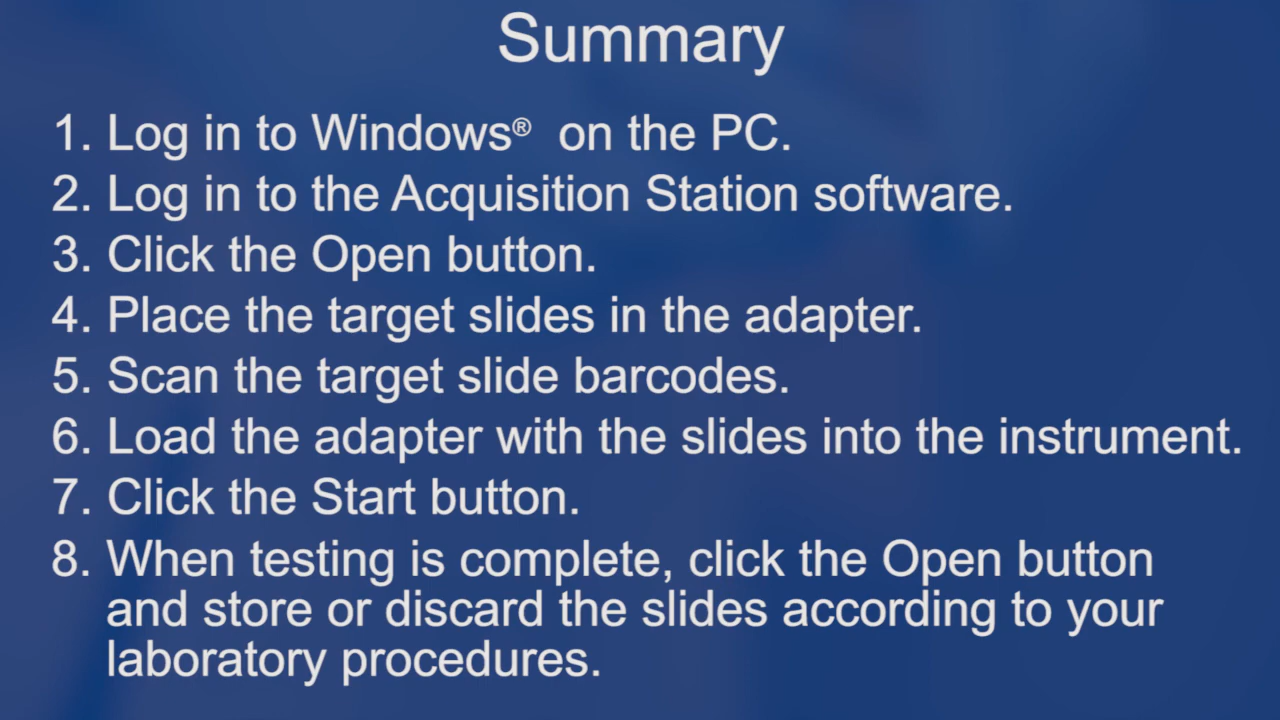 Summary
1. Log in to Windows® on the PC.
2. Log in to the Acquisition Station software.
3. Click the Open button.
4. Place the target slides in the adapter.
5. Scan the target slide barcodes.
6. Load the adapter with the slides into the instrument.
7. Click the Start button.
8. When testing is complete, click the Open button
and store or discard the slides according to your
laboratory procedures.